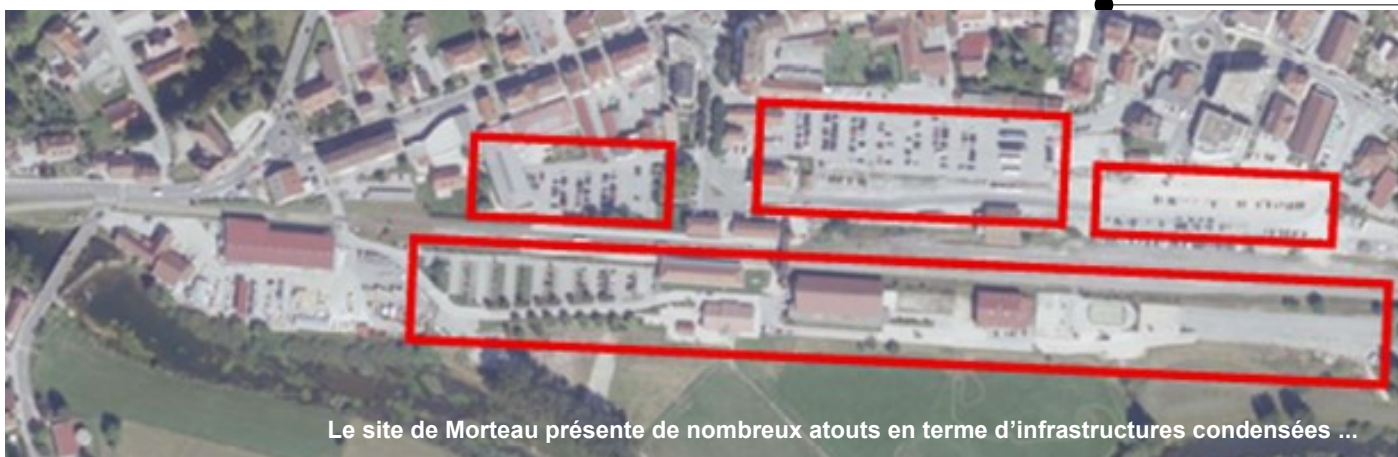 Le site de Morteau présente de nombreux atouts en terme d'infrastructures condensées ...